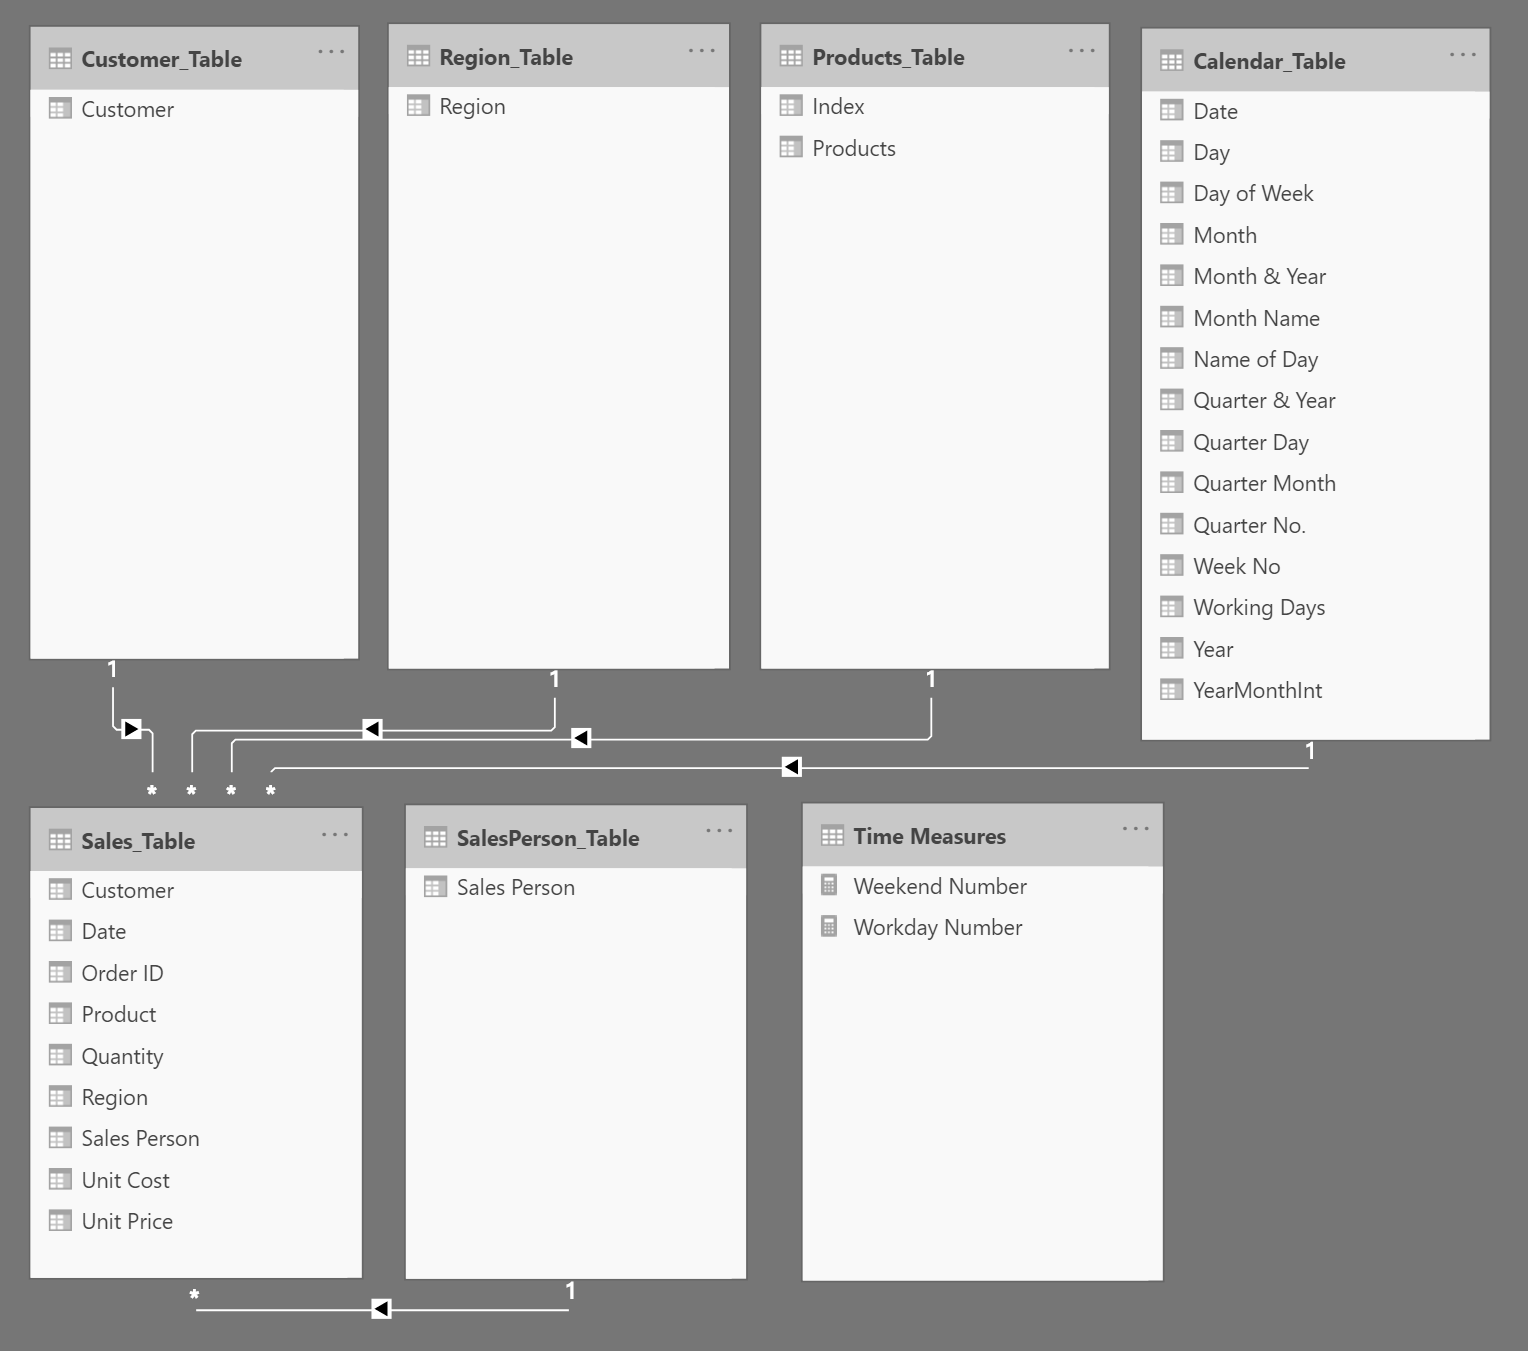 Customer_Table
Customer
Region_Table
Region
Products_Table
Index
Products
Calendar_Table
Date
Day
Day of Week
Month
Month & Year
Month Name
Name of Day
Quarter & Year
Quarter Day
Quarter Month
Quarter No.
Week No
Working Days
Year
YearMonthInt
1
1
1
1
* * * *
Sales_Table
Customer
Date
Order ID
Product
Quantity
Region
Sales Person
Unit Cost
Unit Price
SalesPerson_Table
Sales Person
Time Measures
Weekend Number
Workday Number
* 1